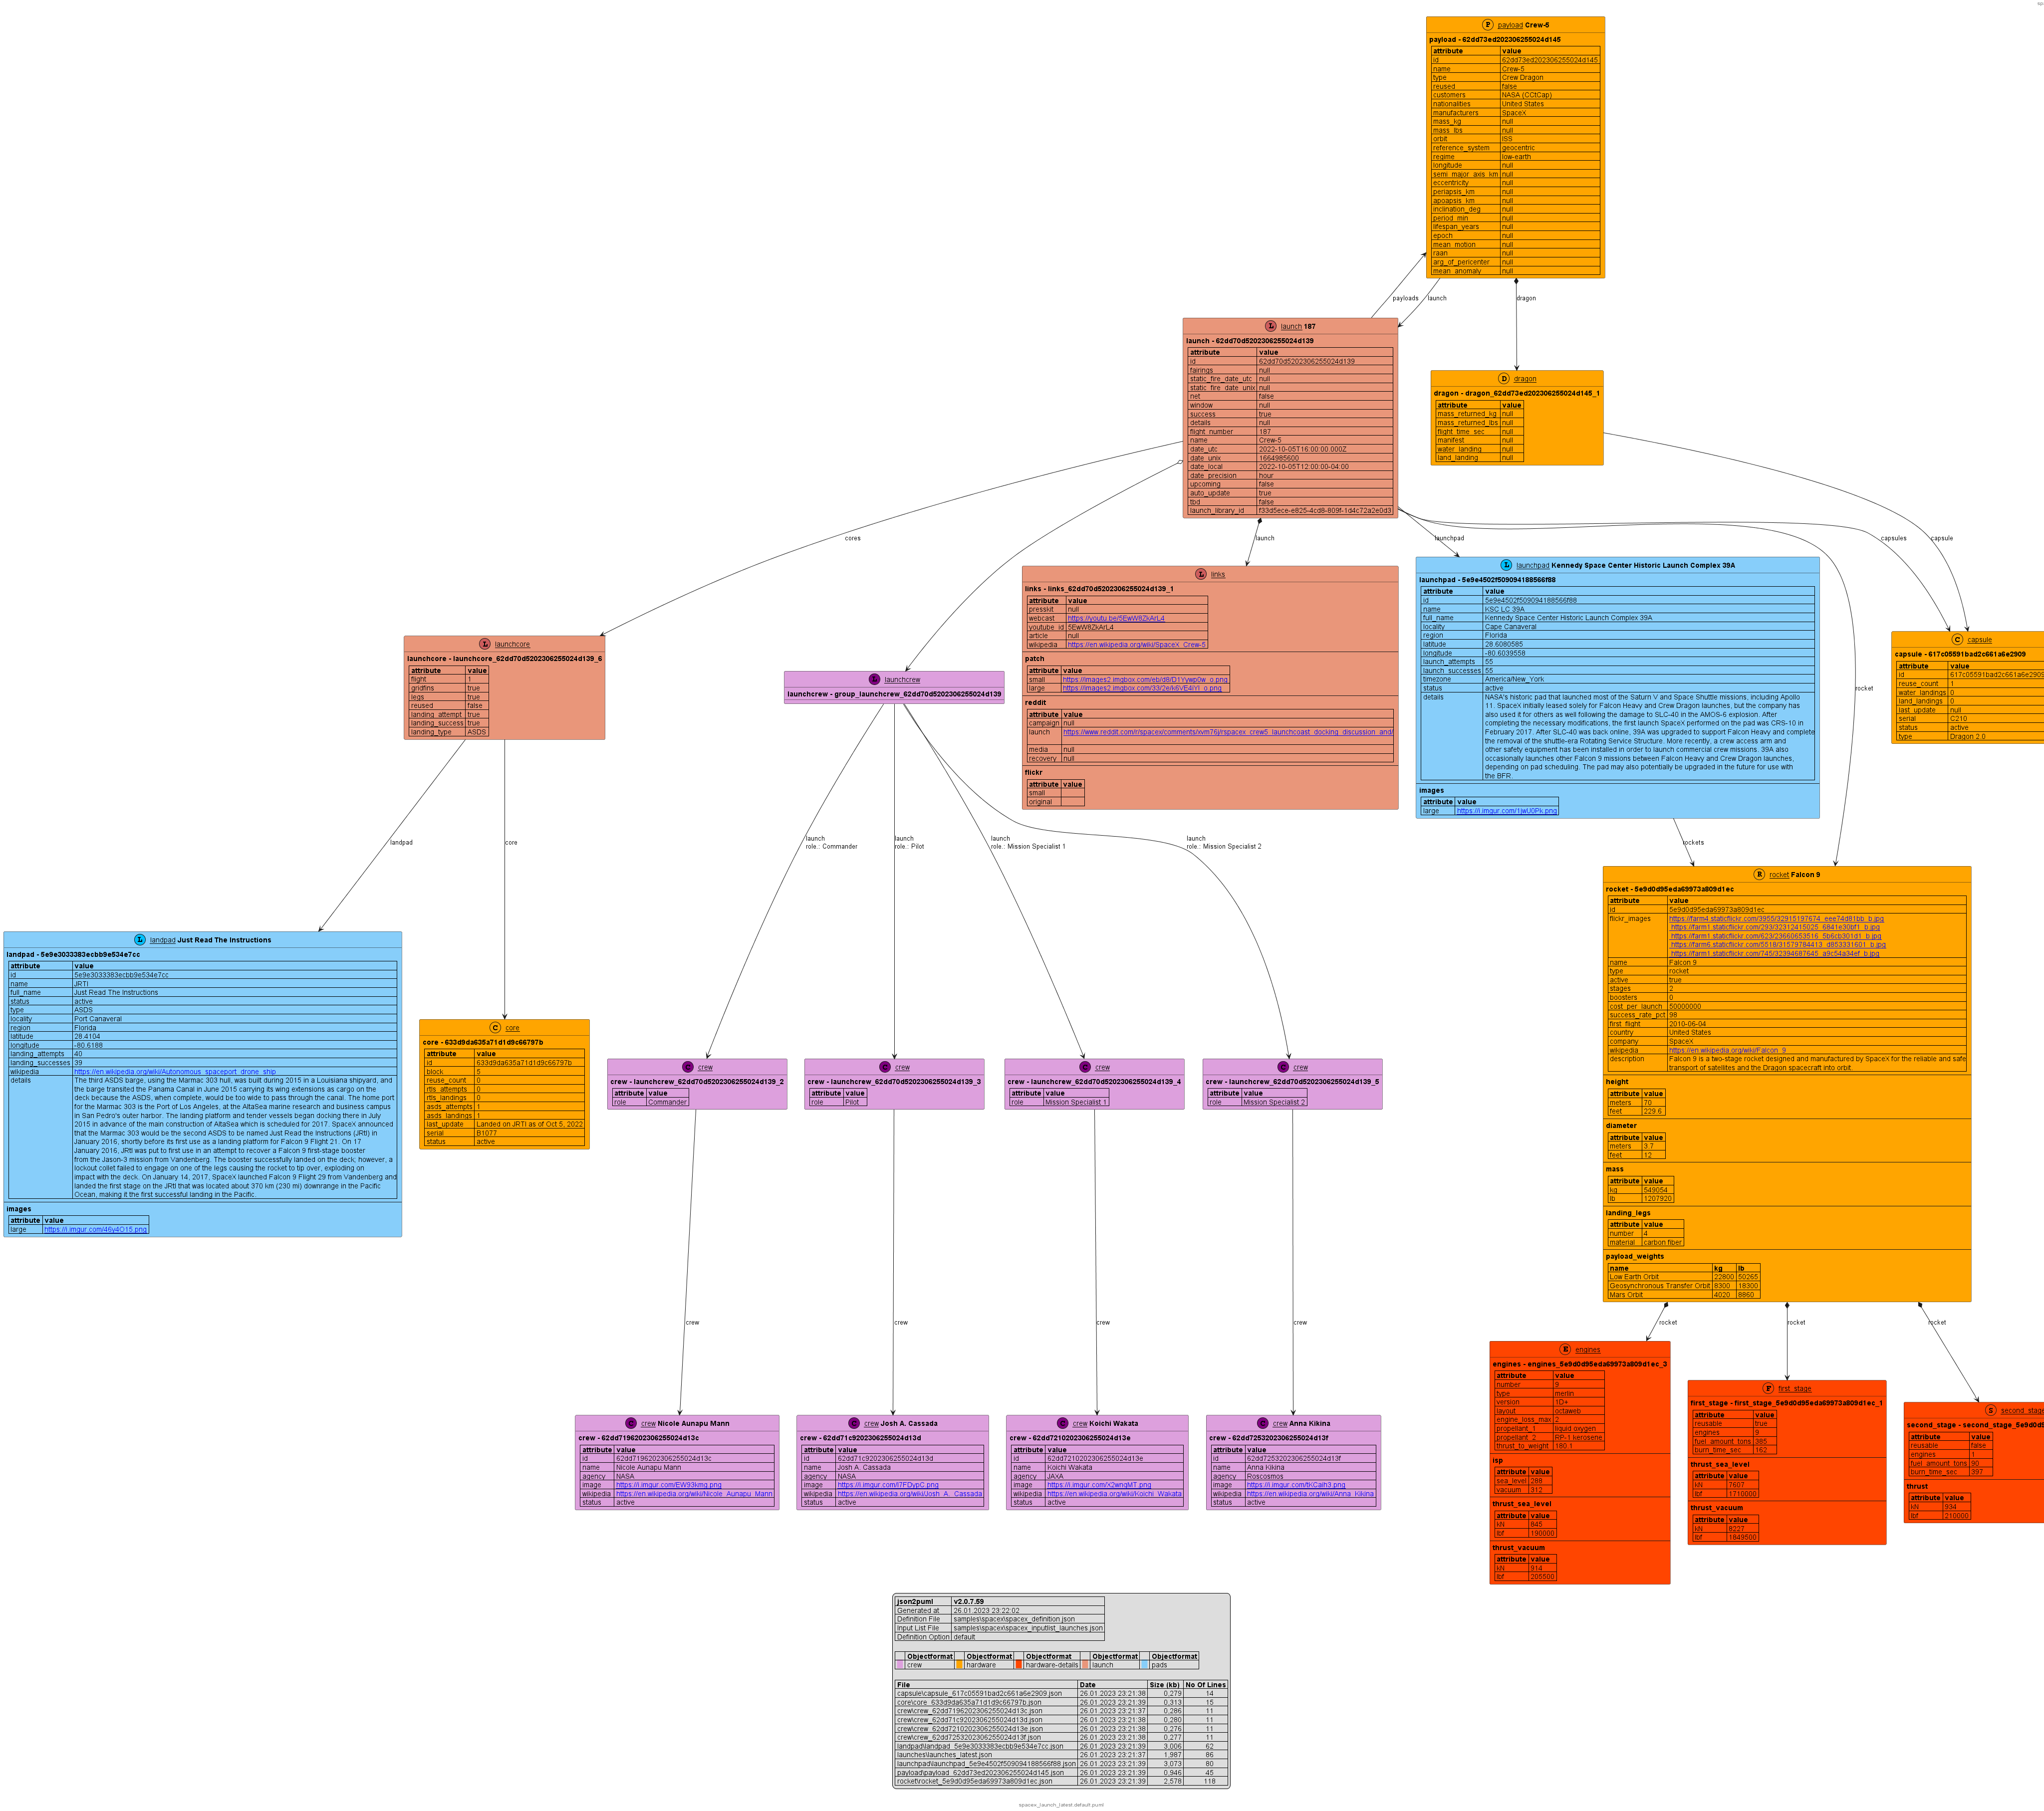 P payload Crew-5
payload - 62dd73ed202306255024d145
attribute value
id 62dd73ed202306255024d145
name Crew-5
type Crew Dragon
reused false
customers NASA (CCtCap)
nationalities United States
manufacturers SpaceX
mass_kg null
mass_lbs null
orbit ISS
reference_system geocentric
regime low-earth
longitude null
semi_major_axis_km null
eccentricity null
periapsis_km null
apoapsis_km null
inclination_deg null
period_min null
lifespan_years null
epoch null
mean_motion null
raan null
arg_of_pericenter null
mean_anomaly null
payloads
launch
dragon
L launch 187
launch - 62dd70d5202306255024d139
attribute value
id 62dd70d5202306255024d139
fairings null
static_fire_date_utc null
static_fire_date_unix null
net false
window null
success true
details null
flight_number 187
name Crew-5
date_utc 2022-10-05T16:00:00.000Z
date_unix 1664985600
date_local 2022-10-05T12:00:00-04:00
date_precision hour
upcoming false
auto_update true
tbd false
launch_library_id f33d5ece-e825-4cd8-809f-1d4c72a2e0d3
D dragon
dragon - dragon_62dd73ed202306255024d145_1
attribute value
mass_returned_kg null
mass_returned_lbs null
flight_time_sec null
manifest null
water_landing null
land_landing null
cores
launch
launchpad
capsules
capsule
rocket
L launchcore
launchcore - launchcore_62dd70d5202306255024d139_6
attribute value
flight 1
gridfins true
legs true
reused false
landing_attempt true
landing_success true
landing_type ASDS
L launchcrew
launchcrew - group_launchcrew_62dd70d5202306255024d139
L links
links - links_62dd70d5202306255024d139_1
attribute value
presskit null
webcast https://youtu.be/5EwW8ZkArL4
youtube_id 5EwW8ZkArL4
article null
wikipedia https://en.wikipedia.org/wiki/SpaceX_Crew-5
patch
attribute value
small https://images2.imgbox.com/eb/d8/D1Yywp0w_o.png
large https://images2.imgbox.com/33/2e/k6VE4iYl_o.png
reddit
attribute value
campaign null
launch https://www.reddit.com/r/spacex/comments/xvm76j/rspacex_crew5_launchcoast_docking_discussion_and/
media null
recovery null
flickr
attribute value
small
original
L launchpad Kennedy Space Center Historic Launch Complex 39A
launchpad - 5e9e4502f509094188566f88
attribute value
id 5e9e4502f509094188566f88
name KSC LC 39A
full_name Kennedy Space Center Historic Launch Complex 39A
locality Cape Canaveral
region Florida
latitude 28.6080585
longitude -80.6039558
launch_attempts 55
launch_successes 55
timezone America/New_York
status active
details NASA's historic pad that launched most of the Saturn V and Space Shuttle missions, including Apollo
11. SpaceX initially leased solely for Falcon Heavy and Crew Dragon launches, but the company has
also used it for others as well following the damage to SLC-40 in the AMOS-6 explosion. After
completing the necessary modifications, the first launch SpaceX performed on the pad was CRS-10 in
February 2017. After SLC-40 was back online, 39A was upgraded to support Falcon Heavy and complete
the removal of the shuttle-era Rotating Service Structure. More recently, a crew access arm and
other safety equipment has been installed in order to launch commercial crew missions. 39A also
occasionally launches other Falcon 9 missions between Falcon Heavy and Crew Dragon launches,
depending on pad scheduling. The pad may also potentially be upgraded in the future for use with
the BFR .
images
attribute value
large https://i.imgur.com/1jwU0Pk.png
C capsule
capsule - 617c05591bad2c661a6e2909
attribute value
id 617c05591bad2c661a6e2909
reuse_count 1
water_landings 0
land_landings 0
last_update null
serial C210
status active
type Dragon 2.0
landpad
core
launch
role.: Commander
launch
role.: Pilot
launch
role.: Mission Specialist 1
launch
role.: Mission Specialist 2
rockets
L landpad Just Read The Instructions
landpad - 5e9e3033383ecbb9e534e7cc
attribute value
id 5e9e3033383ecbb9e534e7cc
name JRTI
full_name Just Read The Instructions
status active
type ASDS
locality Port Canaveral
region Florida
latitude 28.4104
longitude -80.6188
landing_attempts 40
landing_successes 39
wikipedia https://en.wikipedia.org/wiki/Autonomous_spaceport_drone_ship
details The third ASDS barge, using the Marmac 303 hull, was built during 2015 in a Louisiana shipyard, and
the barge transited the Panama Canal in June 2015 carrying its wing extensions as cargo on the
deck because the ASDS, when complete, would be too wide to pass through the canal. The home port
for the Marmac 303 is the Port of Los Angeles, at the AltaSea marine research and business campus
in San Pedro's outer harbor. The landing platform and tender vessels began docking there in July
2015 in advance of the main construction of AltaSea which is scheduled for 2017. SpaceX announced
that the Marmac 303 would be the second ASDS to be named Just Read the Instructions (JRtI) in
January 2016, shortly before its first use as a landing platform for Falcon 9 Flight 21. On 17
January 2016, JRtI was put to first use in an attempt to recover a Falcon 9 first-stage booster
from the Jason-3 mission from Vandenberg. The booster successfully landed on the deck; however, a
lockout collet failed to engage on one of the legs causing the rocket to tip over, exploding on
impact with the deck. On January 14, 2017, SpaceX launched Falcon 9 Flight 29 from Vandenberg and
landed the first stage on the JRtI that was located about 370 km (230 mi) downrange in the Pacific
Ocean, making it the first successful landing in the Pacific.
images
attribute value
large https://i.imgur.com/46y4O15.png
C core
core - 633d9da635a71d1d9c66797b
attribute value
id 633d9da635a71d1d9c66797b
block 5
reuse_count 0
rtls_attempts 0
rtls_landings 0
asds_attempts 1
asds_landings 1
last_update Landed on JRTI as of Oct 5, 2022
serial B1077
status active
C crew
crew - launchcrew_62dd70d5202306255024d139_2
attribute value
role Commander
C crew
crew - launchcrew_62dd70d5202306255024d139_3
attribute value
role Pilot
C crew
crew - launchcrew_62dd70d5202306255024d139_4
attribute value
role Mission Specialist 1
C crew
crew - launchcrew_62dd70d5202306255024d139_5
attribute value
role Mission Specialist 2
R rocket Falcon 9
rocket - 5e9d0d95eda69973a809d1ec
attribute value
id 5e9d0d95eda69973a809d1ec
flickr_images https://farm4.staticflickr.com/3955/32915197674_eee74d81bb_b.jpg
https://farm1.staticflickr.com/293/32312415025_6841e30bf1_b.jpg
https://farm1.staticflickr.com/623/23660653516_5b6cb301d1_b.jpg
https://farm6.staticflickr.com/5518/31579784413_d853331601_b.jpg
https://farm1.staticflickr.com/745/32394687645_a9c54a34ef_b.jpg
name Falcon 9
type rocket
active true
stages 2
boosters 0
cost_per_launch 50000000
success_rate_pct 98
first_flight 2010-06-04
country United States
company SpaceX
wikipedia https://en.wikipedia.org/wiki/Falcon_9
description Falcon 9 is a two-stage rocket designed and manufactured by SpaceX for the reliable and safe
transport of satellites and the Dragon spacecraft into orbit.
height
attribute value
meters 70
feet 229.6
diameter
attribute value
meters 3.7
feet 12
mass
attribute value
kg 549054
lb 1207920
landing_legs
attribute value
number 4
material carbon fiber
payload_weights
name kg lb
Low Earth Orbit 22800 50265
Geosynchronous Transfer Orbit 8300 18300
Mars Orbit 4020 8860
crew
crew
crew
crew
rocket
rocket
rocket
C crew Nicole Aunapu Mann
crew - 62dd7196202306255024d13c
attribute value
id 62dd7196202306255024d13c
name Nicole Aunapu Mann
agency NASA
image https://i.imgur.com/EW93kmg.png
wikipedia https://en.wikipedia.org/wiki/Nicole_Aunapu_Mann
status active
C crew Josh A. Cassada
crew - 62dd71c9202306255024d13d
attribute value
id 62dd71c9202306255024d13d
name Josh A. Cassada
agency NASA
image https://i.imgur.com/i7FDypC.png
wikipedia https://en.wikipedia.org/wiki/Josh_A._Cassada
status active
C crew Koichi Wakata
crew - 62dd7210202306255024d13e
attribute value
id 62dd7210202306255024d13e
name Koichi Wakata
agency JAXA
image https://i.imgur.com/X2wnqMT.png
wikipedia https://en.wikipedia.org/wiki/Koichi_Wakata
status active
C crew Anna Kikina
crew - 62dd7253202306255024d13f
attribute value
id 62dd7253202306255024d13f
name Anna Kikina
agency Roscosmos
image https://i.imgur.com/tKCaih3.png
wikipedia https://en.wikipedia.org/wiki/Anna_Kikina
status active
E engines
engines - engines_5e9d0d95eda69973a809d1ec_3
attribute value
number 9
type merlin
version 1D+
layout octaweb
engine_loss_max 2
propellant_1 liquid oxygen
propellant_2 RP-1 kerosene
thrust_to_weight 180.1
isp
attribute value
sea_level 288
vacuum 312
thrust_sea_level
attribute value
kN 845
lbf 190000
thrust_vacuum
attribute value
kN 914
lbf 205500
F first_stage
first_stage - first_stage_5e9d0d95eda69973a809d1ec_1
attribute value
reusable true
engines 9
fuel_amount_tons 385
burn_time_sec 162
thrust_sea_level
attribute value
kN 7607
lbf 1710000
thrust_vacuum
attribute value
kN 8227
lbf 1849500
S second_stage
second_stage - second_stage_5e9d0d9
attribute value
reusable false
engines 1
fuel_amount_tons 90
burn_time_sec 397
thrust
attribute value
kN 934
lbf 210000
json2puml v2.0.7.59
Generated at 26.01.2023 23:22:02
Definition File samples\spacex\spacex_definition.json
Input List File samples\spacex\spacex_inputlist_launches.json
Definition Option default
Objectformat Objectformat Objectformat Objectformat Objectformat
crew hardware hardware-details launch pads
File Date Size (kb) No Of Lines
capsule\capsule_617c05591bad2c661a6e2909.json 26.01.2023 23:21:38 0,279 14
core\core_633d9da635a71d1d9c66797b.json 26.01.2023 23:21:39 0,313 15
crew\crew_62dd7196202306255024d13c.json 26.01.2023 23:21:37 0,286 11
crew\crew_62dd71c9202306255024d13d.json 26.01.2023 23:21:38 0,280 11
crew\crew_62dd7210202306255024d13e.json 26.01.2023 23:21:38 0,276 11
crew\crew_62dd7253202306255024d13f.json 26.01.2023 23:21:38 0,277 11
landpad\landpad_5e9e3033383ecbb9e534e7cc.json 26.01.2023 23:21:39 3,006 62
launches\launches_latest.json 26.01.2023 23:21:37 1,987 86
launchpad\launchpad_5e9e4502f509094188566f88.json 26.01.2023 23:21:39 3,073 80
payload\payload_62dd73ed202306255024d145.json 26.01.2023 23:21:39 0,946 45
rocket\rocket_5e9d0d95eda69973a809d1ec.json 26.01.2023 23:21:39 2,578 118
spacex_launch_latest.default.puml